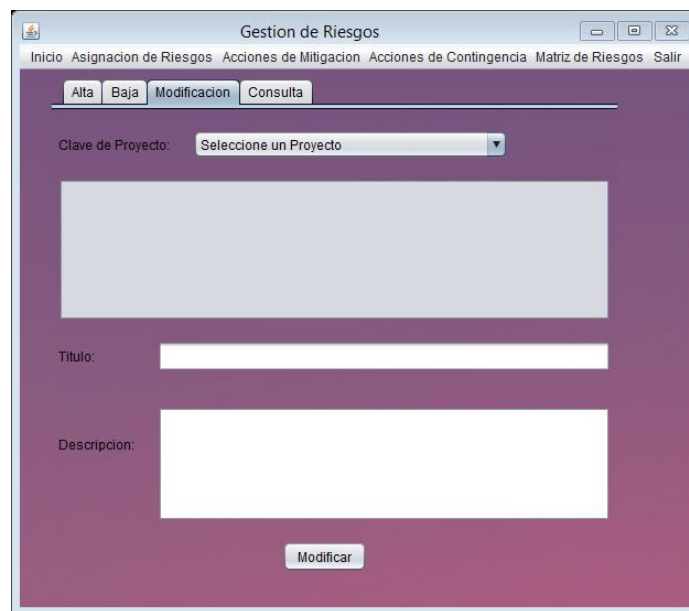 Gestion de Riesgos
Inicio Asignacion de Riesgos Acciones de Mitigacion Acciones de Contingencia Matriz de Riesgos Salir
Alta Baja Modificacion Consulta
Clave de Proyecto: Seleccione un Proyecto
Titulo:
Descripcion:
Modificar